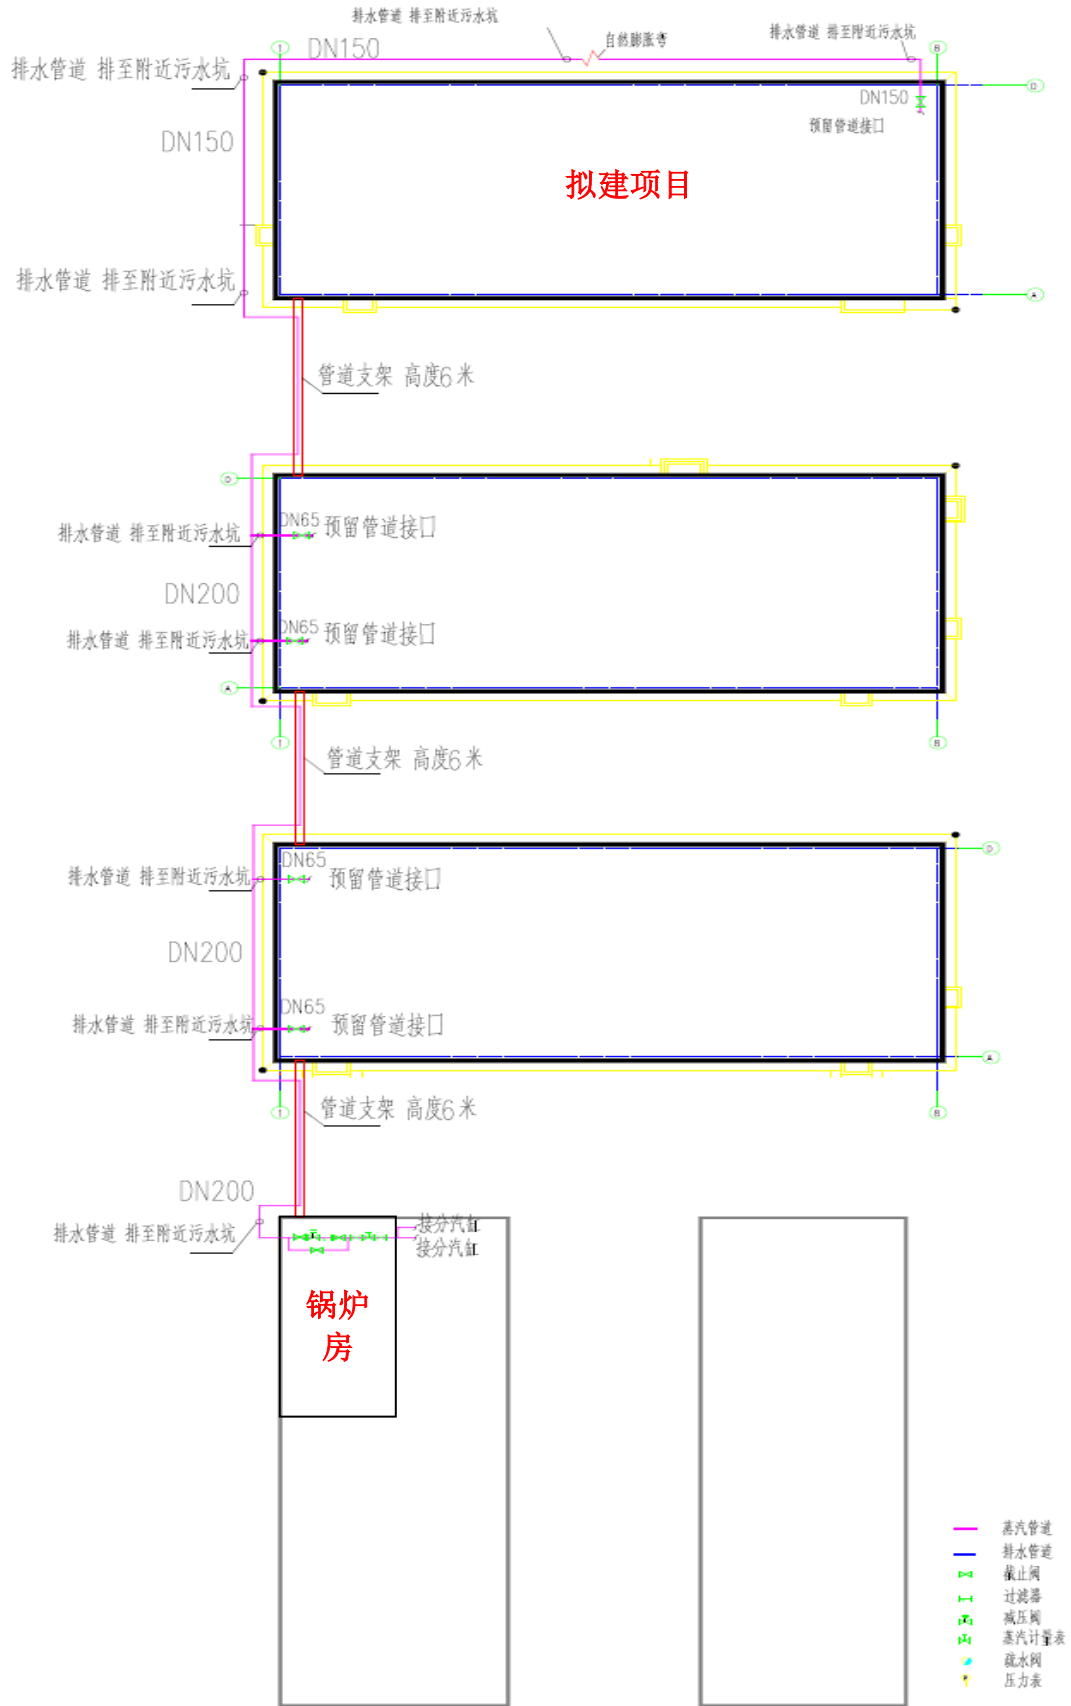 排水管道 排至附近污水坑
自然膨胀弯
排水管道 排至附近污水坑
1
DN150
8
排水管道 排至附近污水坑
D
DN150
DN150
预留管道接口
拟建项目
排水管道 排至附近污水坑
A
管道支架 高度6米
D
DN65 预留管道接口
排水管道 排至附近污水坑
DN200
DN65 预留管道接口
排水管道 排至附近污水坑
A
1
8
管道支架 高度6米
D
DN65
预留管道接口
排水管道 排至附近污水坑
DN200
DN65
预留管道接口
排水管道 排至附近污水坑
A
1
8
管道支架 高度6米
DN200
排水管道 排至附近污水坑
接分汽缸
接分汽缸
锅炉
房
蒸汽管道
排水管道
截止阀
过滤器
减压阀
蒸汽计量表
疏水阀
压力表